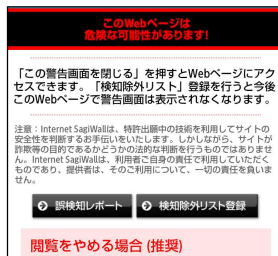 このWebページは
危険な可能性があります!
「この警告画面を閉じる」を押すとWebページにアク
セスできます。「検知除外リスト」登録を行うと今後
このWebページで警告画面は表示されなくなります。
注意：Internet SagiWallは、特許出願中の技術を利用してサイトの
安全性を判断するお手伝いをいたします。しかしながら、サイトが
詐欺等の目的であるかどうかの法的な判断を行うものではありませ
ん。Internet SagiWallは、利用者ご自身の責任で利用していただく
ものであり、提供者は、そのご利用について、一切の責任を負いま
せん。
誤検知レポート 検知除外リスト登録
閲覧をやめる場合 (推奨)